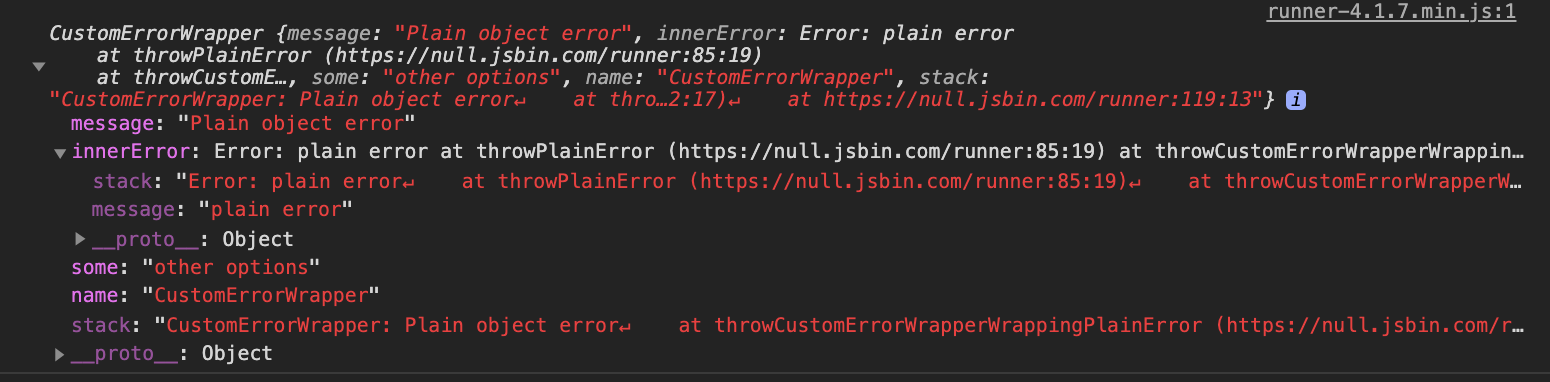 runner-4.1.7.min.js:1
CustomErrorWrapper {message: "Plain object error", innerError: Error: plain error
at throwPlainError (https://null.jsbin.com/runner:85:19)
at throwCustomE…, some: "other options", name: "CustomErrorWrapper", stack:
"CustomErrorWrapper: Plain object error↵    at thro…2:17)↵    at https://null.jsbin.com/runner:119:13"} i
message: "Plain object error"
innerError: Error: plain error at throwPlainError (https://null.jsbin.com/runner:85:19) at throwCustomErrorWrapperWrappin…
stack: "Error: plain error↵    at throwPlainError (https://null.jsbin.com/runner:85:19)↵    at throwCustomErrorWrapperW…
message: "plain error"
__proto__: Object
some: "other options"
name: "CustomErrorWrapper"
stack: "CustomErrorWrapper: Plain object error↵    at throwCustomErrorWrapperWrappingPlainError (https://null.jsbin.com/r…
__proto__: Object